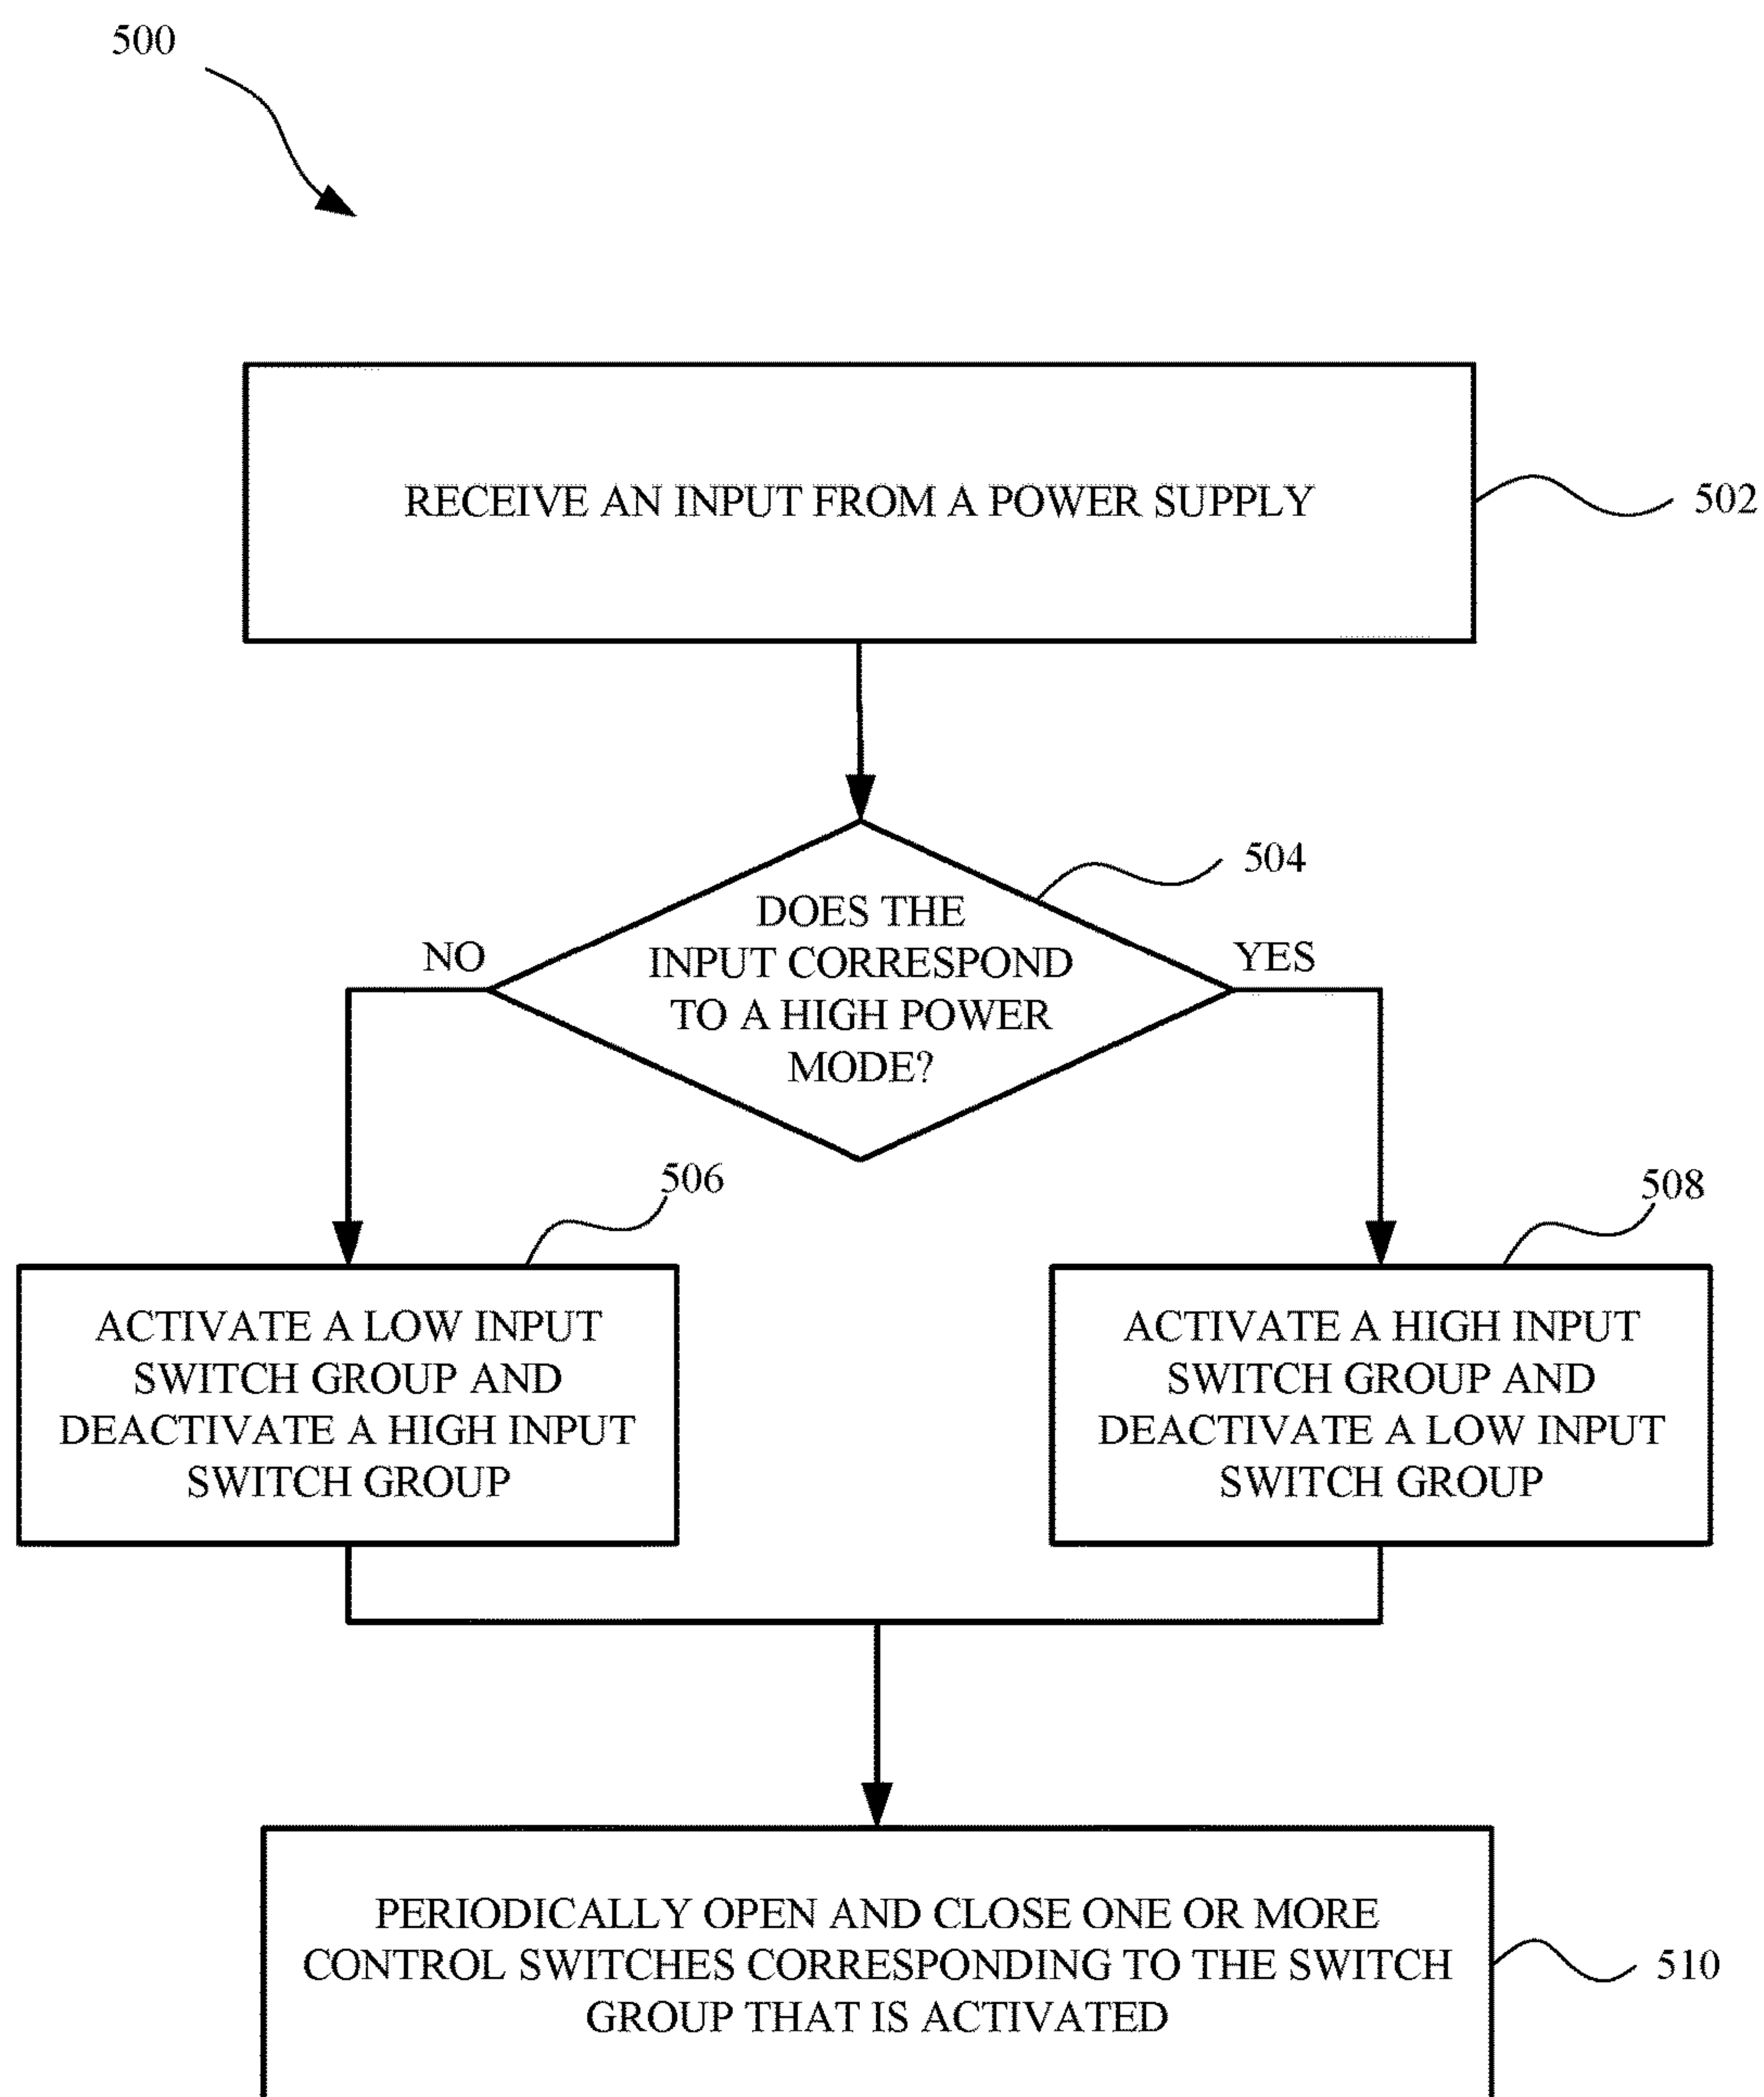 500
RECEIVE AN INPUT FROM A POWER SUPPLY
502
504
DOES THE
INPUT CORRESPOND
TO A HIGH POWER
MODE?
NO
YES
506
508
ACTIVATE A LOW INPUT
SWITCH GROUP AND
DEACTIVATE A HIGH INPUT
SWITCH GROUP
ACTIVATE A HIGH INPUT
SWITCH GROUP AND
DEACTIVATE A LOW INPUT
SWITCH GROUP
PERIODICALLY OPEN AND CLOSE ONE OR MORE
CONTROL SWITCHES CORRESPONDING TO THE SWITCH
GROUP THAT IS ACTIVATED
510